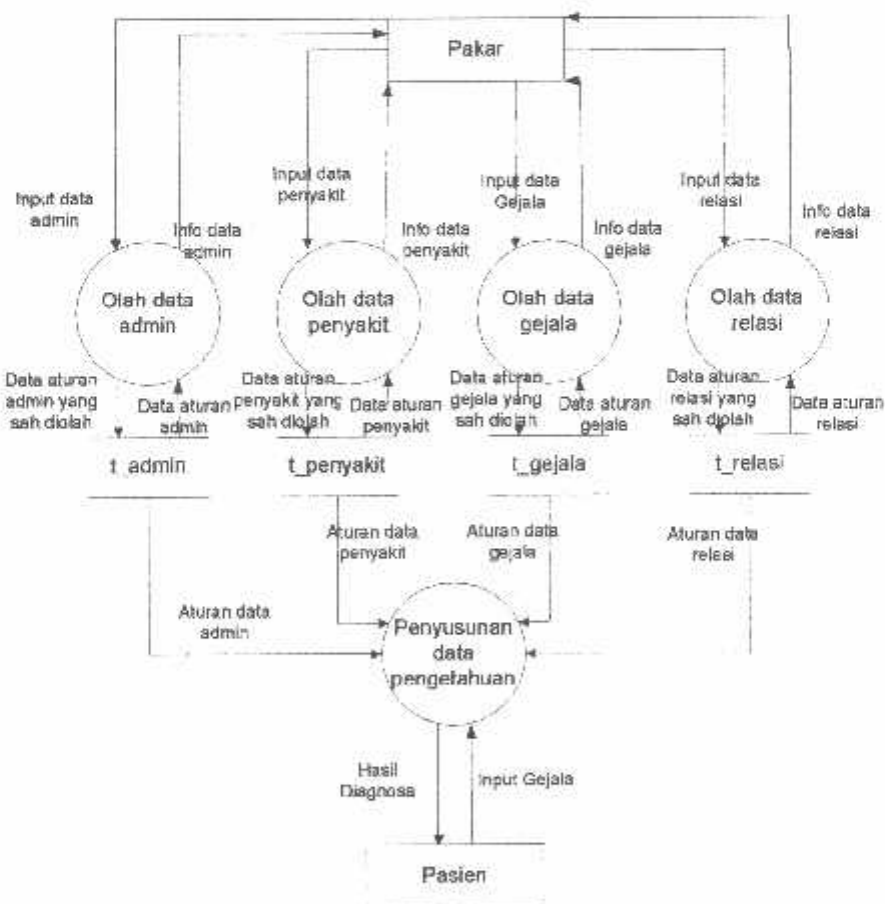 Pakar
Input data
admin
Info data
admin
Input data
penyakit
Info data
penyakit
Input data
Gejala
Info data
gejala
Input data
relasi
Info data
relasi
Olah data
admin
Olah data
penyakit
Olah data
gejala
Olah data
relasi
Data aturan
admin yang
sah diolah
Data aturan
admin
Data aturan
penyakit yang
sah diolah
Data aturan
penyakit
Data aturan
gejala yang
sah diolah
Data aturan
gejala
Data aturan
relasi yang
sah diolah
Data aturan
relasi
t_admin
t_penyakit
t_gejala
t_relasi
Aturan data
penyakit
Aturan data
gejala
Aturan data
relasi
Aturan data
admin
Penyusunan
data
pengetahuan
Hasil
Diagnosa
Input Gejala
Pasien